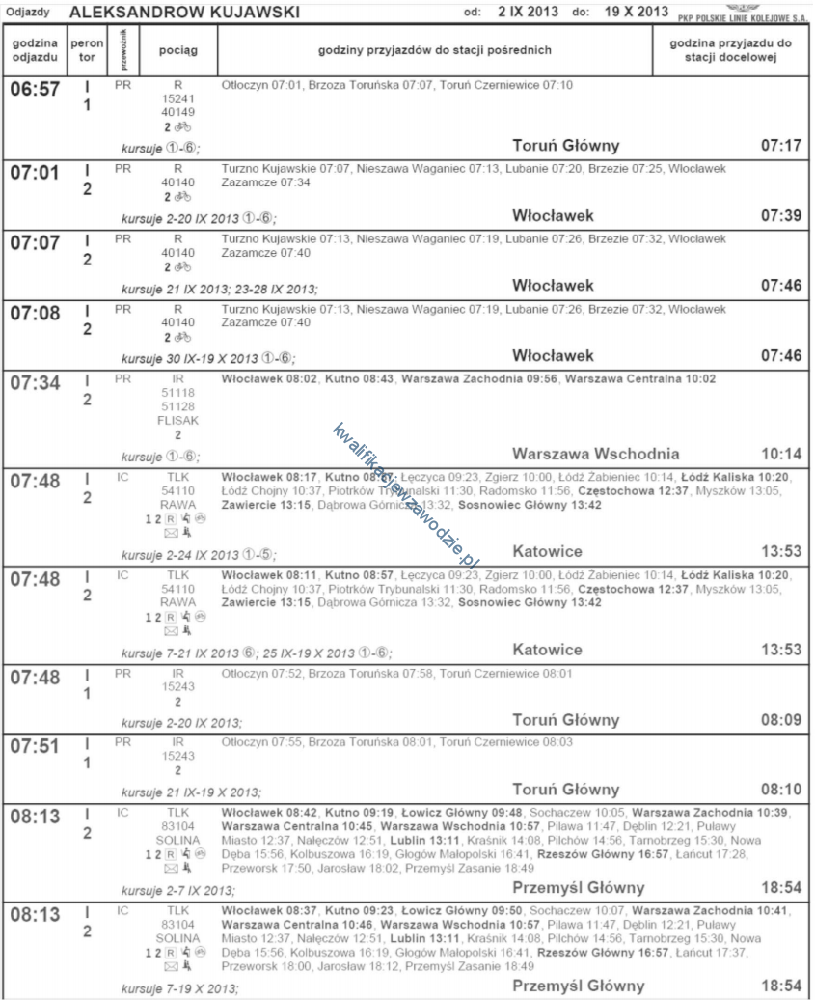 Odjazdy ALEKSANDROW KUJAWSKI od: 2 IX 2013 do: 19 X 2013 PKP POLSKIE LINIE KOLEJOWE S.A.
godzina odjazdu peron tor przewoźnik pociąg godziny przyjazdów do stacji pośrednich godzina przyjazdu do stacji docelowej
06:57 I PR R Otłoczyn 07:01, Brzoza Toruńska 07:07, Toruń Czerniewice 07:10
1 15241
40149
2
kursuje ①-⑥; Toruń Główny 07:17
07:01 I PR R Turzno Kujawskie 07:07, Nieszawa Waganiec 07:13, Lubanie 07:20, Brzezie 07:25, Włocławek
2 40140 Zazamcze 07:34
2
kursuje 2-20 IX 2013 ①-⑥; Włocławek 07:39
07:07 I PR R Turzno Kujawskie 07:13, Nieszawa Waganiec 07:19, Lubanie 07:26, Brzezie 07:32, Włocławek
2 40140 Zazamcze 07:40
2
kursuje 21 IX 2013; 23-28 IX 2013; Włocławek 07:46
07:08 I PR R Turzno Kujawskie 07:13, Nieszawa Waganiec 07:19, Lubanie 07:26, Brzezie 07:32, Włocławek
2 40140 Zazamcze 07:40
2
kursuje 30 IX-19 X 2013 ①-⑥; Włocławek 07:46
07:34 I PR IR Włocławek 08:02, Kutno 08:43, Warszawa Zachodnia 09:56, Warszawa Centralna 10:02
2 51118
51128
FLISAK
2
kursuje ①-⑥; Warszawa Wschodnia 10:14
kwalifikacjewzawodzie.pl
07:48 I IC TLK Włocławek 08:17, Kutno Łęczyca 09:23, Zgierz 10:00, Łódź Żabieniec 10:14, Łódź Kaliska 10:20,
2 54110 Łódź Chojny 10:37, Piotrków Trybunalski 11:30, Radomsko 11:56, Częstochowa 12:37, Myszków 13:05,
RAWA Zawiercie 13:15, Dąbrowa Górnicza 13:32, Sosnowiec Główny 13:42
1 2 R
kursuje 2-24 IX 2013 ①-⑤; Katowice 13:53
07:48 I IC TLK Włocławek 08:11, Kutno 08:57, Łęczyca 09:23, Zgierz 10:00, Łódź Żabieniec 10:14, Łódź Kaliska 10:20,
2 54110 Łódź Chojny 10:37, Piotrków Trybunalski 11:30, Radomsko 11:56, Częstochowa 12:37, Myszków 13:05,
RAWA Zawiercie 13:15, Dąbrowa Górnicza 13:32, Sosnowiec Główny 13:42
1 2 R
kursuje 7-21 IX 2013 ⑥; 25 IX-19 X 2013 ①-⑥; Katowice 13:53
07:48 I PR IR Otłoczyn 07:52, Brzoza Toruńska 07:58, Toruń Czerniewice 08:01
1 15243
2
kursuje 2-20 IX 2013; Toruń Główny 08:09
07:51 I PR IR Otłoczyn 07:55, Brzoza Toruńska 08:01, Toruń Czerniewice 08:03
1 15243
2
kursuje 21 IX-19 X 2013; Toruń Główny 08:10
08:13 I IC TLK Włocławek 08:42, Kutno 09:19, Łowicz Główny 09:48, Sochaczew 10:05, Warszawa Zachodnia 10:39,
2 83104 Warszawa Centralna 10:45, Warszawa Wschodnia 10:57, Pilawa 11:47, Dęblin 12:21, Puławy
SOLINA Miasto 12:37, Nałęczów 12:51, Lublin 13:11, Kraśnik 14:08, Pilchów 14:56, Tarnobrzeg 15:30, Nowa
1 2 R Dęba 15:56, Kolbuszowa 16:19, Głogów Małopolski 16:41, Rzeszów Główny 16:57, Łańcut 17:28,
Przeworsk 17:50, Jarosław 18:02, Przemyśl Zasanie 18:49
kursuje 2-7 IX 2013; Przemyśl Główny 18:54
08:13 I IC TLK Włocławek 08:37, Kutno 09:23, Łowicz Główny 09:50, Sochaczew 10:07, Warszawa Zachodnia 10:41,
2 83104 Warszawa Centralna 10:46, Warszawa Wschodnia 10:57, Pilawa 11:47, Dęblin 12:21, Puławy
SOLINA Miasto 12:37, Nałęczów 12:51, Lublin 13:11, Kraśnik 14:08, Pilchów 14:56, Tarnobrzeg 15:30, Nowa
1 2 R Dęba 15:56, Kolbuszowa 16:19, Głogów Małopolski 16:41, Rzeszów Główny 16:57, Łańcut 17:37,
Przeworsk 18:00, Jarosław 18:12, Przemyśl Zasanie 18:49
kursuje 7-19 X 2013; Przemyśl Główny 18:54